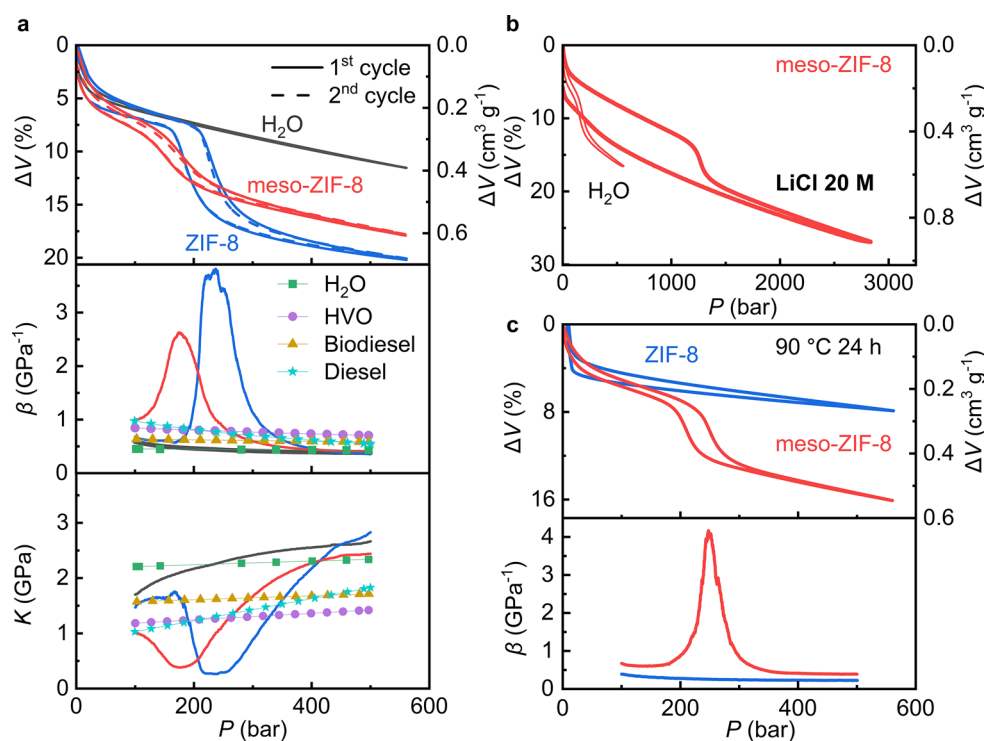 a
0
5
10
15
20
ΔV (%)
0.0
0.2
0.4
0.6
ΔV (cm³ g⁻¹)
1ˢᵗ cycle
2ⁿᵈ cycle
H₂O
meso-ZIF-8
ZIF-8
3
2
1
0
β (GPa⁻¹)
H₂O
HVO
Biodiesel
Diesel
3
2
1
0
K (GPa)
0
200
400
600
P (bar)
b
0
10
20
30
ΔV (%)
0.0
0.4
0.8
ΔV (cm³ g⁻¹)
meso-ZIF-8
H₂O
LiCl 20 M
0
1000
2000
3000
P (bar)
c
0
8
16
ΔV (%)
0.0
0.2
0.4
0.6
ΔV (cm³ g⁻¹)
ZIF-8
90 °C 24 h
meso-ZIF-8
4
3
2
1
0
β (GPa⁻¹)
0
200
400
600
P (bar)